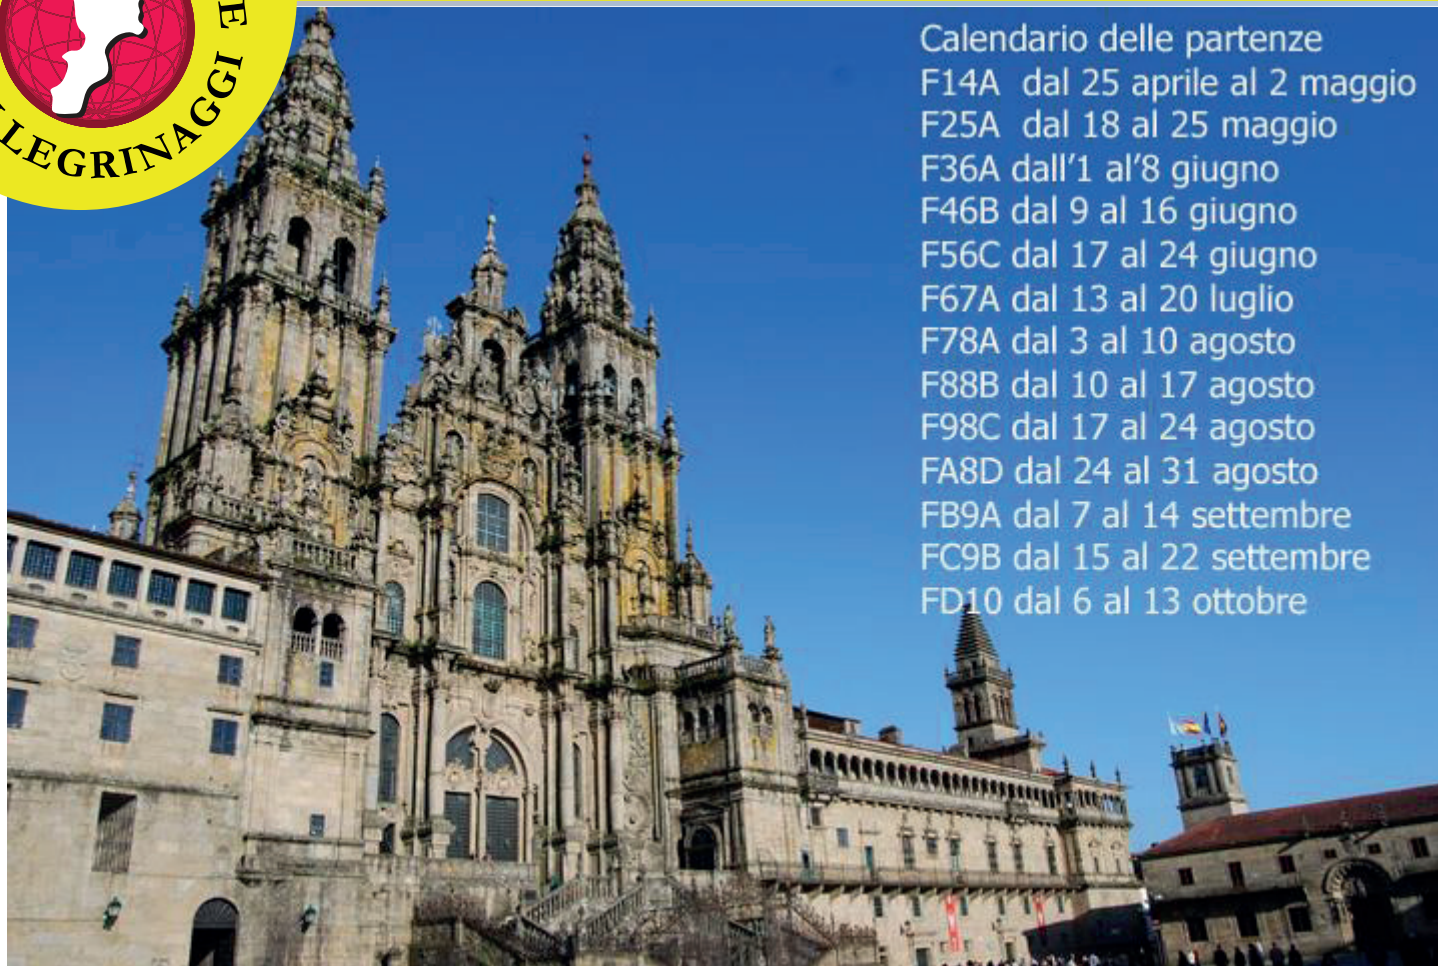 LEGRINAGGI E
Calendario delle partenze
F14A  dal 25 aprile al 2 maggio
F25A  dal 18 al 25 maggio
F36A dall'1 al'8 giugno
F46B dal 9 al 16 giugno
F56C dal 17 al 24 giugno
F67A dal 13 al 20 luglio
F78A dal 3 al 10 agosto
F88B dal 10 al 17 agosto
F98C dal 17 al 24 agosto
FA8D dal 24 al 31 agosto
FB9A dal 7 al 14 settembre
FC9B dal 15 al 22 settembre
FD10 dal 6 al 13 ottobre